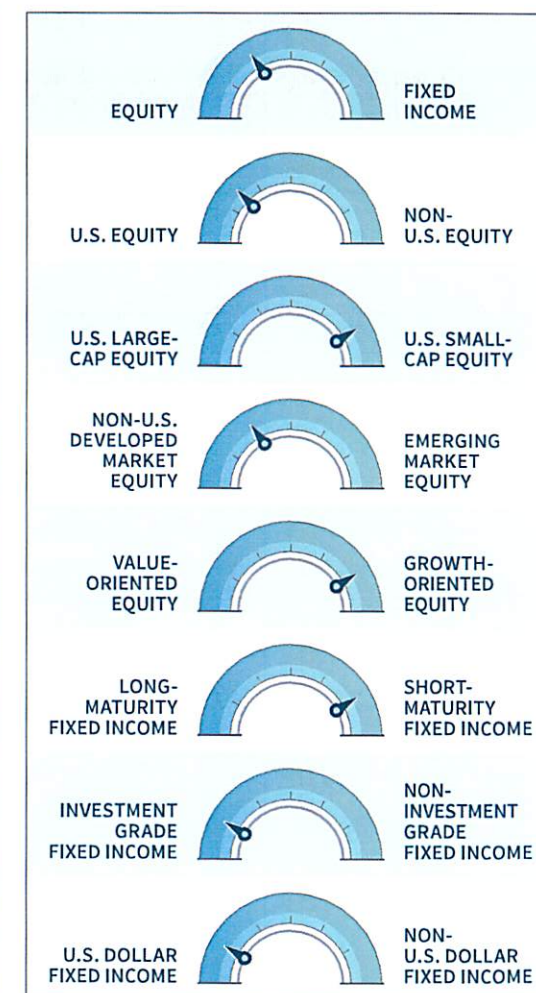 EQUITY
FIXED
INCOME
U.S. EQUITY
NON-
U.S. EQUITY
U.S. LARGE-
CAP EQUITY
U.S. SMALL-
CAP EQUITY
NON-U.S.
DEVELOPED
MARKET
EQUITY
EMERGING
MARKET
EQUITY
VALUE-
ORIENTED
EQUITY
GROWTH-
ORIENTED
EQUITY
LONG-
MATURITY
FIXED INCOME
SHORT-
MATURITY
FIXED INCOME
INVESTMENT
GRADE
FIXED INCOME
NON-
INVESTMENT
GRADE
FIXED INCOME
U.S. DOLLAR
FIXED INCOME
NON-
U.S. DOLLAR
FIXED INCOME